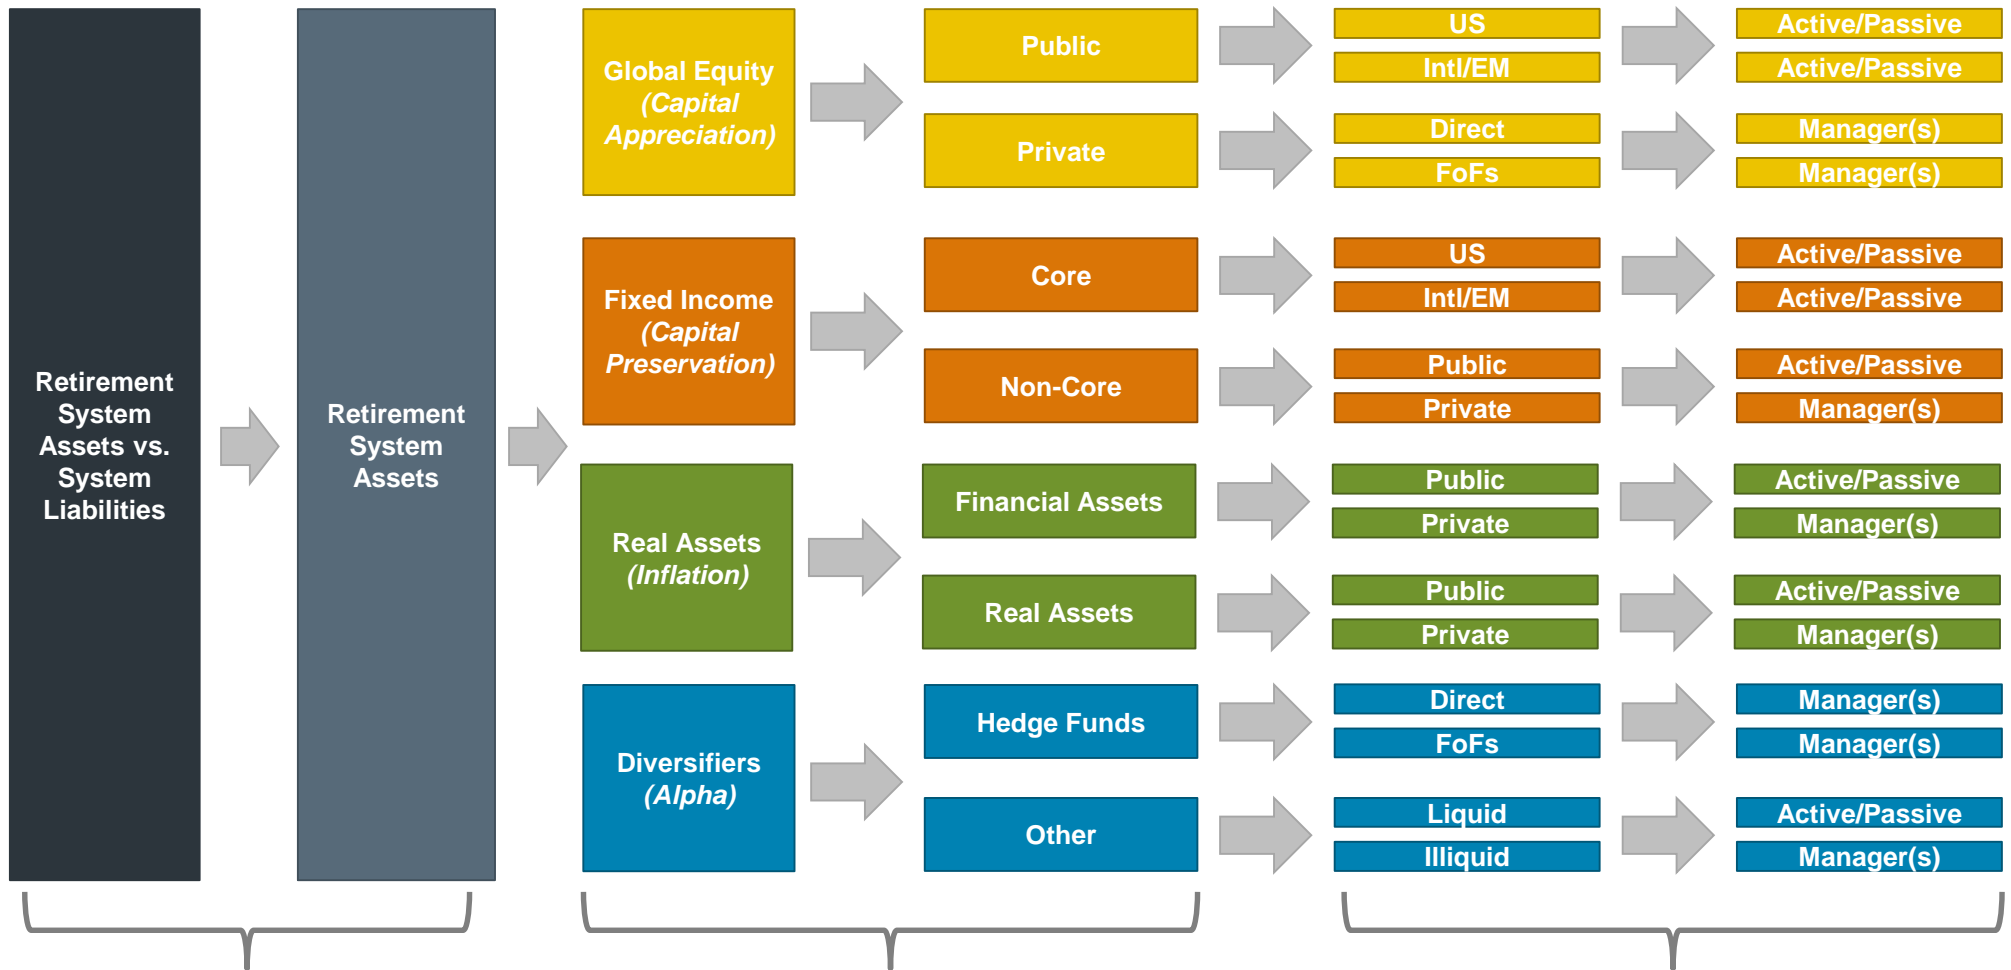 Retirement
System
Assets vs.
System
Liabilities
Retirement
System
Assets
Global Equity
(Capital
Appreciation)
Public
US
Active/Passive
Intl/EM
Active/Passive
Private
Direct
Manager(s)
FoFs
Manager(s)
Fixed Income
(Capital
Preservation)
Core
US
Active/Passive
Intl/EM
Active/Passive
Non-Core
Public
Active/Passive
Private
Manager(s)
Real Assets
(Inflation)
Financial Assets
Public
Active/Passive
Private
Manager(s)
Real Assets
Public
Active/Passive
Private
Manager(s)
Diversifiers
(Alpha)
Hedge Funds
Direct
Manager(s)
FoFs
Manager(s)
Other
Liquid
Active/Passive
Illiquid
Manager(s)